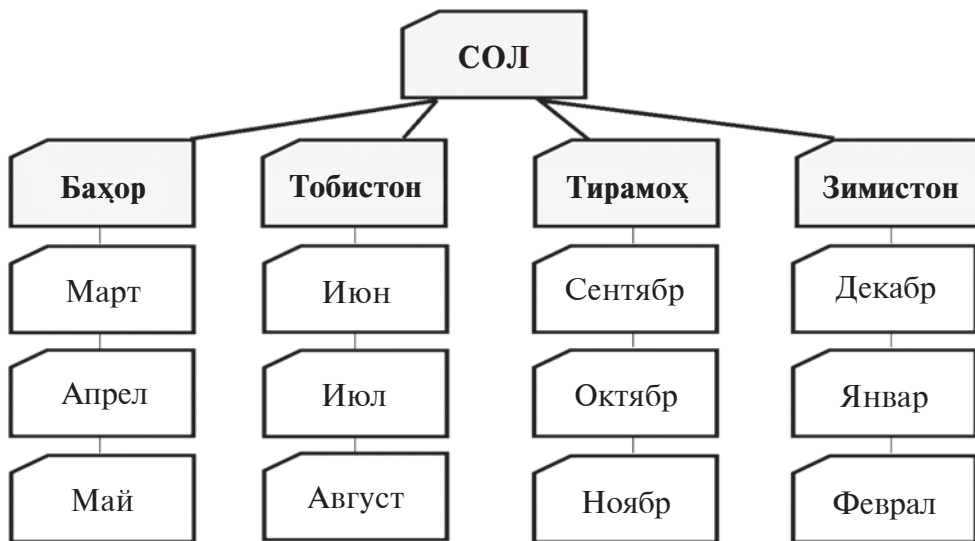 СОЛ
Баҳор
Тобистон
Тирамоҳ
Зимистон
Март
Июн
Сентябр
Декабр
Апрел
Июл
Октябр
Январ
Май
Август
Ноябр
Феврал